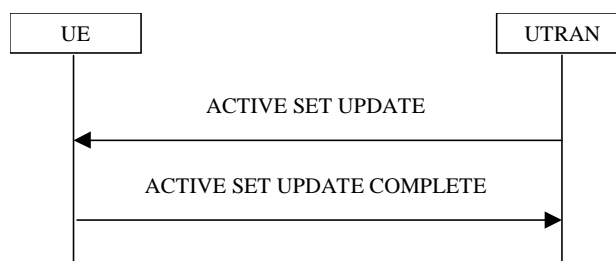 UE
UTRAN
ACTIVE SET UPDATE
ACTIVE SET UPDATE COMPLETE